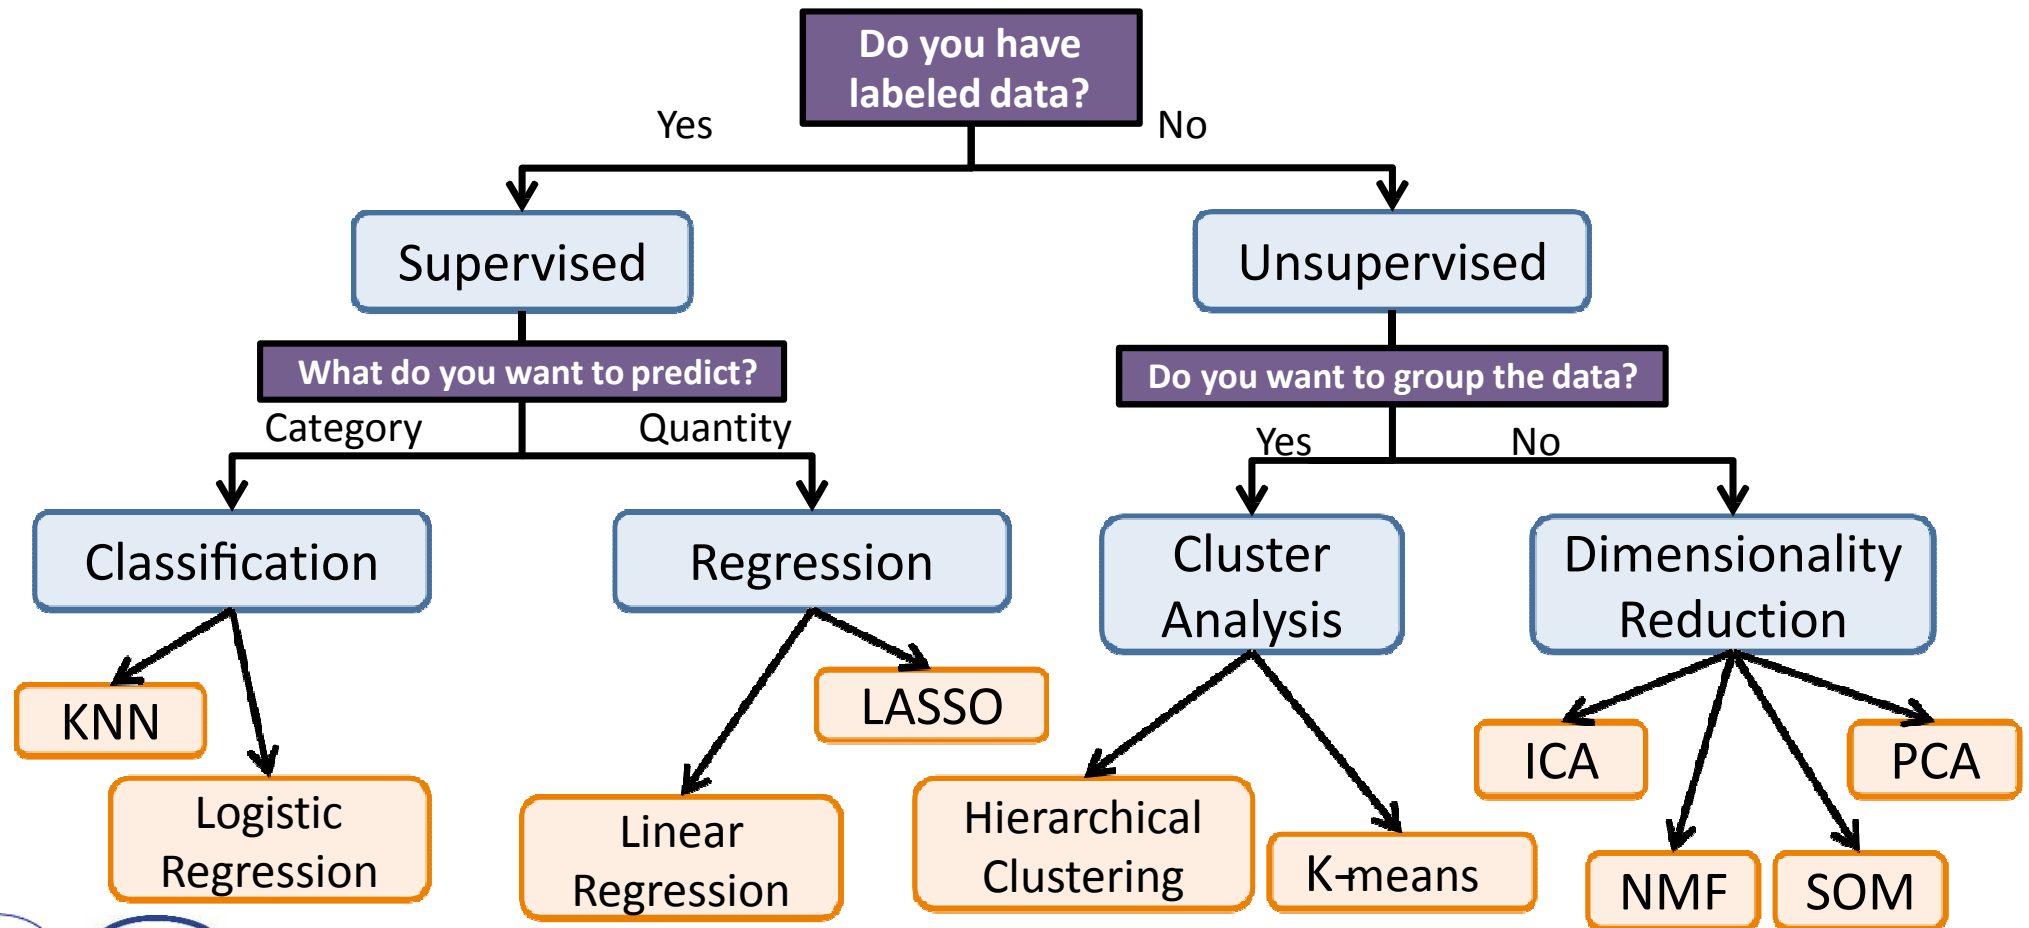 Do you have
labeled data?
Yes
No
Supervised
Unsupervised
What do you want to predict?
Do you want to group the data?
Category
Quantity
Yes
No
Classification
Regression
Cluster
Analysis
Dimensionality
Reduction
KNN
LASSO
ICA
PCA
Logistic
Regression
Linear
Regression
Hierarchical
Clustering
K-means
NMF
SOM